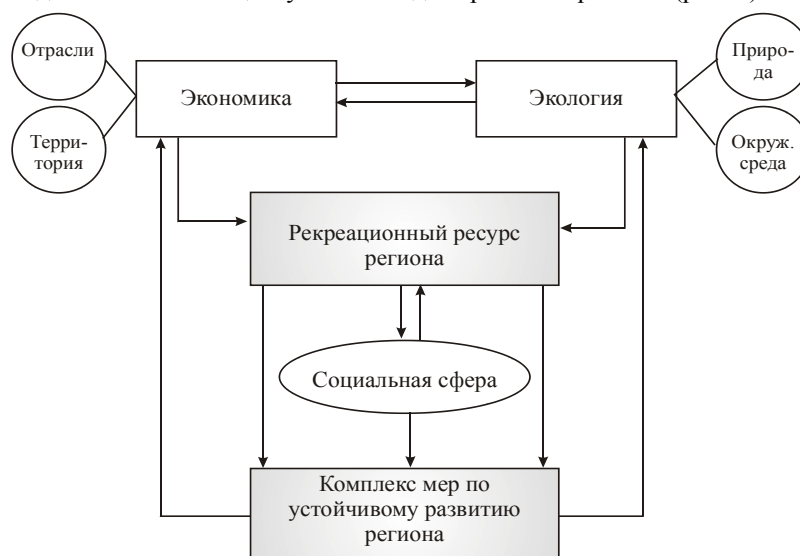 Отрасли
Терри-
тория
Экономика
Экология
Приро-
да
Окруж.
среда
Рекреационный ресурс
региона
Социальная сфера
Комплекс мер по
устойчивому развитию
региона